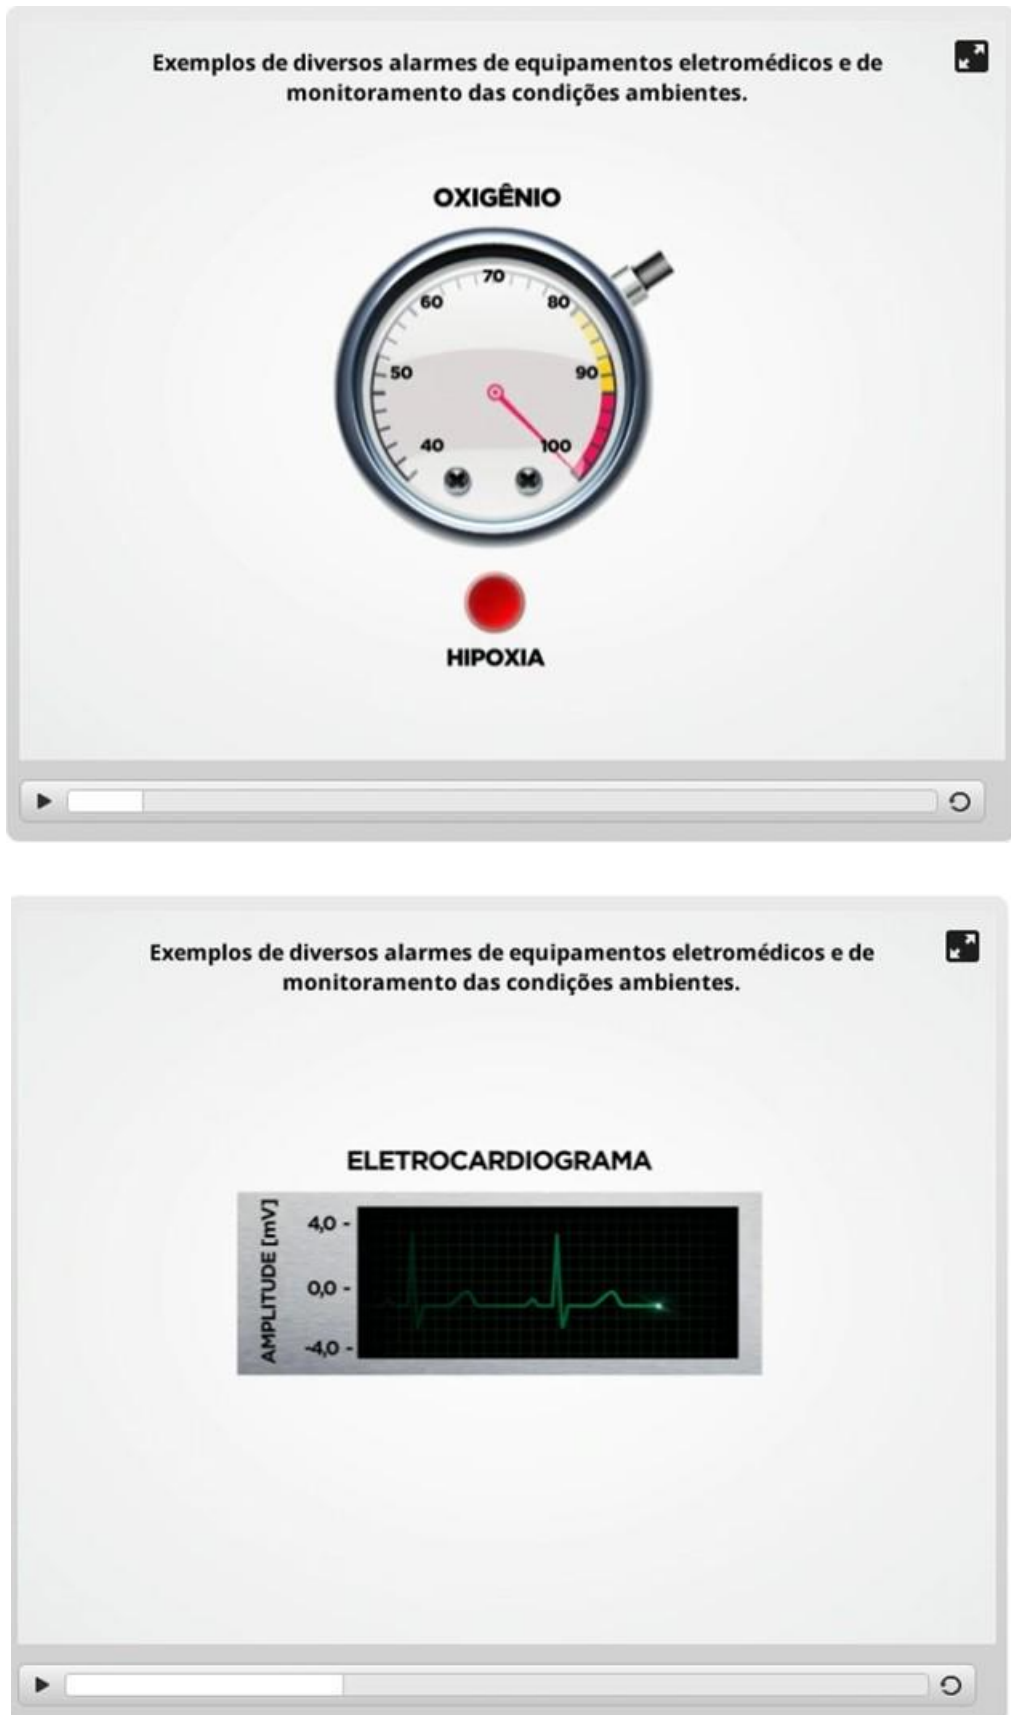 Exemplos de diversos alarmes de equipamentos eletromédicos e de
monitoramento das condições ambientes.
OXIGÊNIO
70
60
80
50
90
40
100
HIPOXIA
Exemplos de diversos alarmes de equipamentos eletromédicos e de
monitoramento das condições ambientes.
ELETROCARDIOGRAMA
AMPLITUDE [mV]
4,0 -
0,0 -
-4,0 -